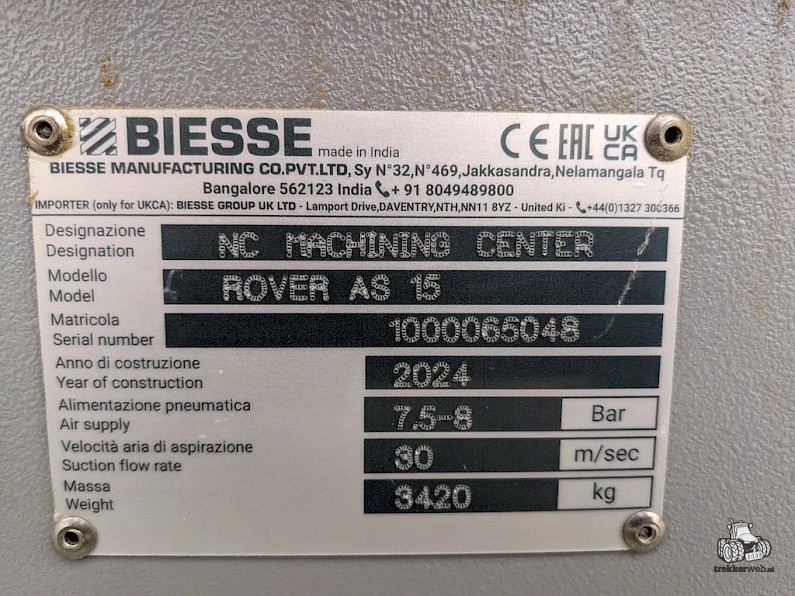 BIESSE made in India CE EAC UK CA
BIESSE MANUFACTURING CO.PVT.LTD, Sy N°32,N°469,Jakkasandra,Nelamangala Tq
Bangalore 562123 India + 91 8049489800
IMPORTER (only for UKCA): BIESSE GROUP UK LTD - Lamport Drive,DAVENTRY,NTH,NN11 8YZ - United Ki - +44(0)1327 300366
Designazione
Designation
NC MACHINING CENTER
Modello
Model
ROVER AS 15
Matricola
Serial number
1000065048
Anno di costruzione
Year of construction
2024
Alimentazione pneumatica
Air supply
7.5-8 Bar
Velocità aria di aspirazione
Suction flow rate
30 m/sec
Massa
Weight
3420 kg
trekkerweb.nl